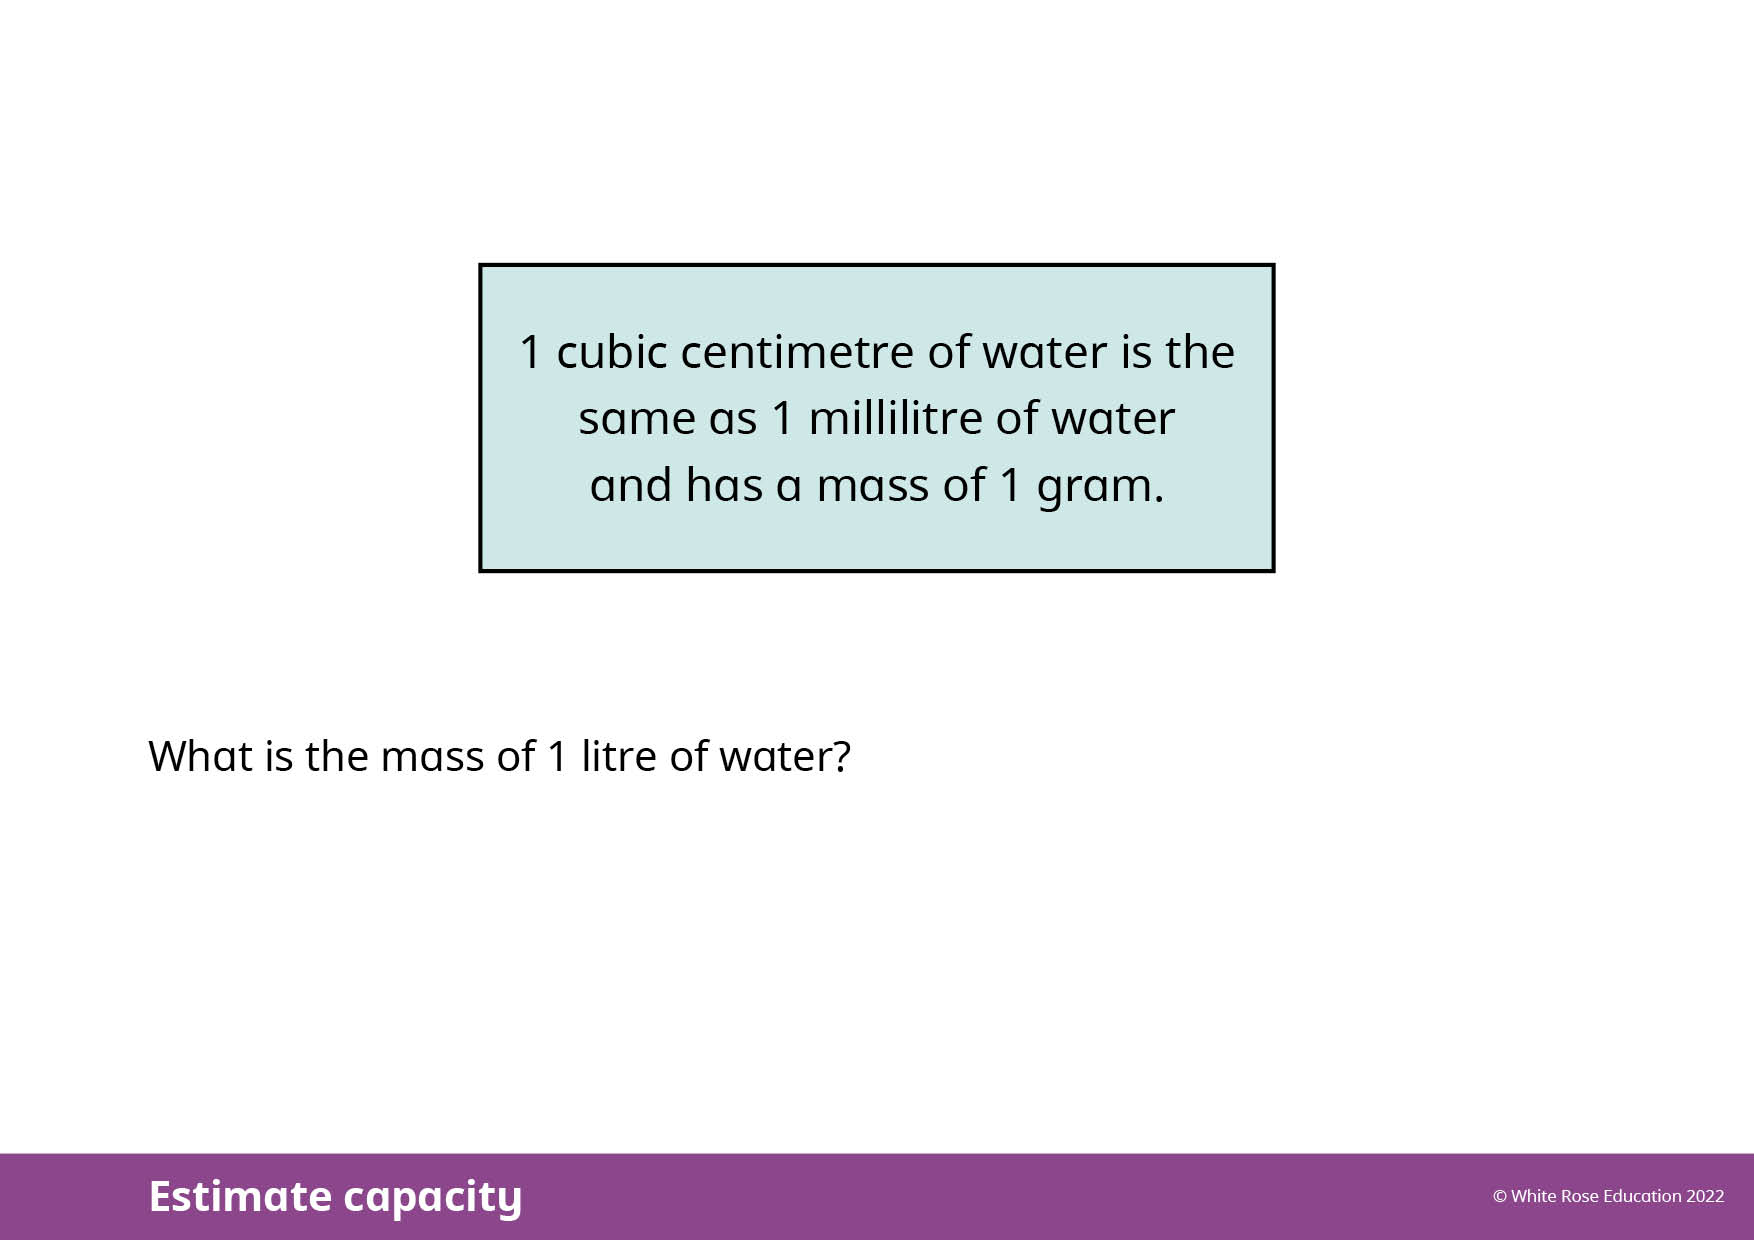 1 cubic centimetre of water is the
same as 1 millilitre of water
and has a mass of 1 gram.
What is the mass of 1 litre of water?
Estimate capacity
© White Rose Education 2022